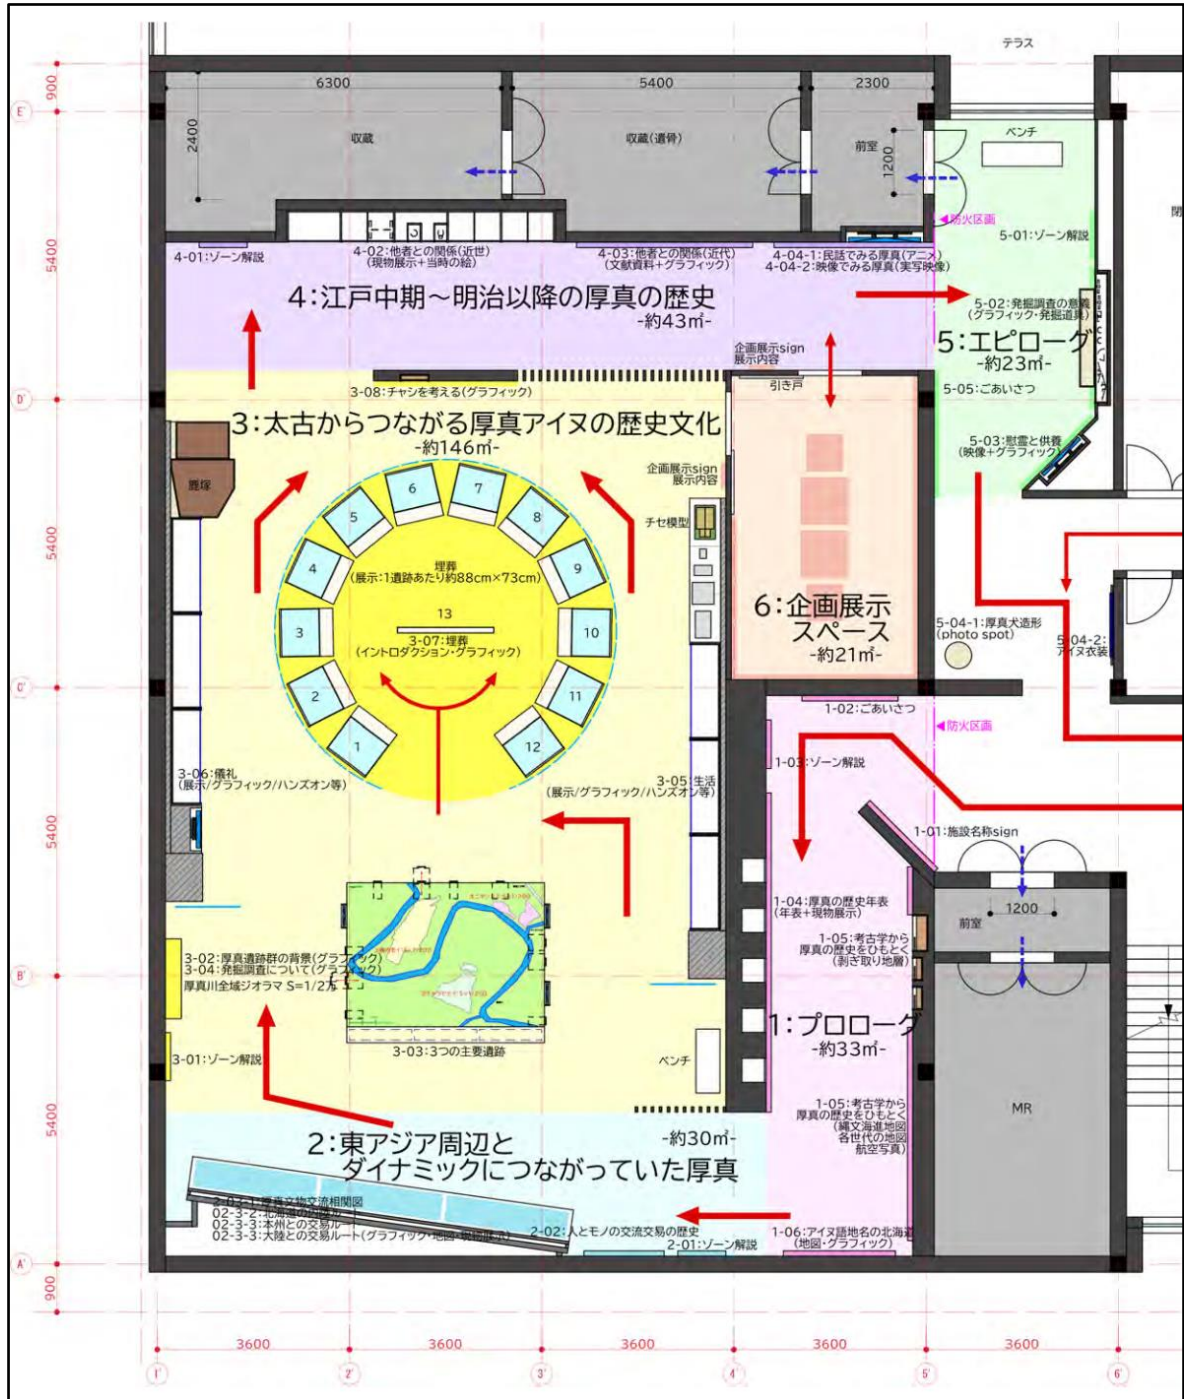 テラス
900
6300
5400
2300
E'
2400
収蔵
収蔵(遺骨)
前室
1200
ベンチ
防火区画
5400
4-01:ゾーン解説
4-02:他者との関係(近世)
(現物展示+当時の絵)
4-03:他者との関係(近代)
(文献資料+グラフィック)
4-04-1:民話でみる厚真(アニメ)
4-04-2:映像でみる厚真(実写映像)
5-01:ゾーン解説
4:江戸中期〜明治以降の厚真の歴史
-約43㎡-
5-02:発掘調査の意義
(グラフィック・発掘道具)
5:エピローグ
-約23㎡-
5-05:ごあいさつ
企画展示sign
展示内容
引き戸
3-08:チャシを考える(グラフィック)
D'
3:太古からつながる厚真アイヌの歴史文化
-約146㎡-
5-03:慰霊と供養
(映像+グラフィック)
鹿塚
企画展示sign
展示内容
チセ模型
5400
1
2
3
4
5
6
7
8
9
10
11
12
埋葬
(展示:1遺跡あたり約88cm×73cm)
13
3-07:埋葬
(イントロダクション・グラフィック)
6:企画展示
スペース
-約21㎡-
5-04-1:厚真犬造形
(photo spot)
5-04-2:
アイヌ衣装
C'
1-02:ごあいさつ
防火区画
1-03:ゾーン解説
3-06:儀礼
(展示/グラフィック/ハンズオン等)
3-05:生活
(展示/グラフィック/ハンズオン等)
5400
1-01:施設名称sign
1-04:厚真の歴史年表
(年表+現物展示)
前室
1200
1-05:考古学から
厚真の歴史をひもとく
(剥ぎ取り地層)
3-02:厚真遺跡群の背景(グラフィック)
3-04:発掘調査について(グラフィック)
厚真川全域ジオラマ S=1/2万
B'
1:プロローグ
-約33㎡-
3-03:3つの主要遺跡
3-01:ゾーン解説
ベンチ
1-05:考古学から
厚真の歴史をひもとく
(縄文海進地図
各世代の地図
航空写真)
MR
5400
2:東アジア周辺と
ダイナミックにつながっていた厚真
-約30㎡-
2-03-1:厚真文物交流相関図
02-3-2:北海道の
02-3-3:本州との交易ルート
02-3-3:大陸との交易ルート(グラフィック・地図・
2-02:人とモノの交流交易の歴史
2-01:ゾーン解説
1-06:アイヌ語地名の北海道
(地図・グラフィック)
A'
900
3600
3600
3600
3600
3600
1'
2'
3'
4'
5'
6'